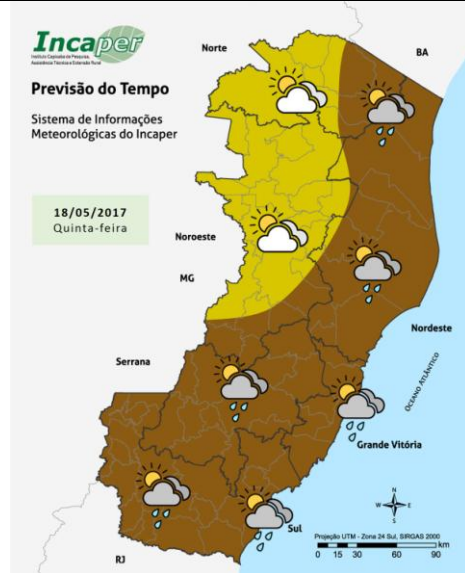 Incaper
Instituto Capixaba de Pesquisa,
Assistência Técnica e Extensão Rural
Previsão do Tempo
Sistema de Informações
Meteorológicas do Incaper
18/05/2017
Quinta-feira
Norte
BA
Noroeste
MG
Nordeste
Serrana
OCEANO ATLÂNTICO
Grande Vitória
Sul
RJ
N
W
E
S
Projeção UTM - Zona 24 Sul, SIRGAS 2000
km
0 15 30 60 90